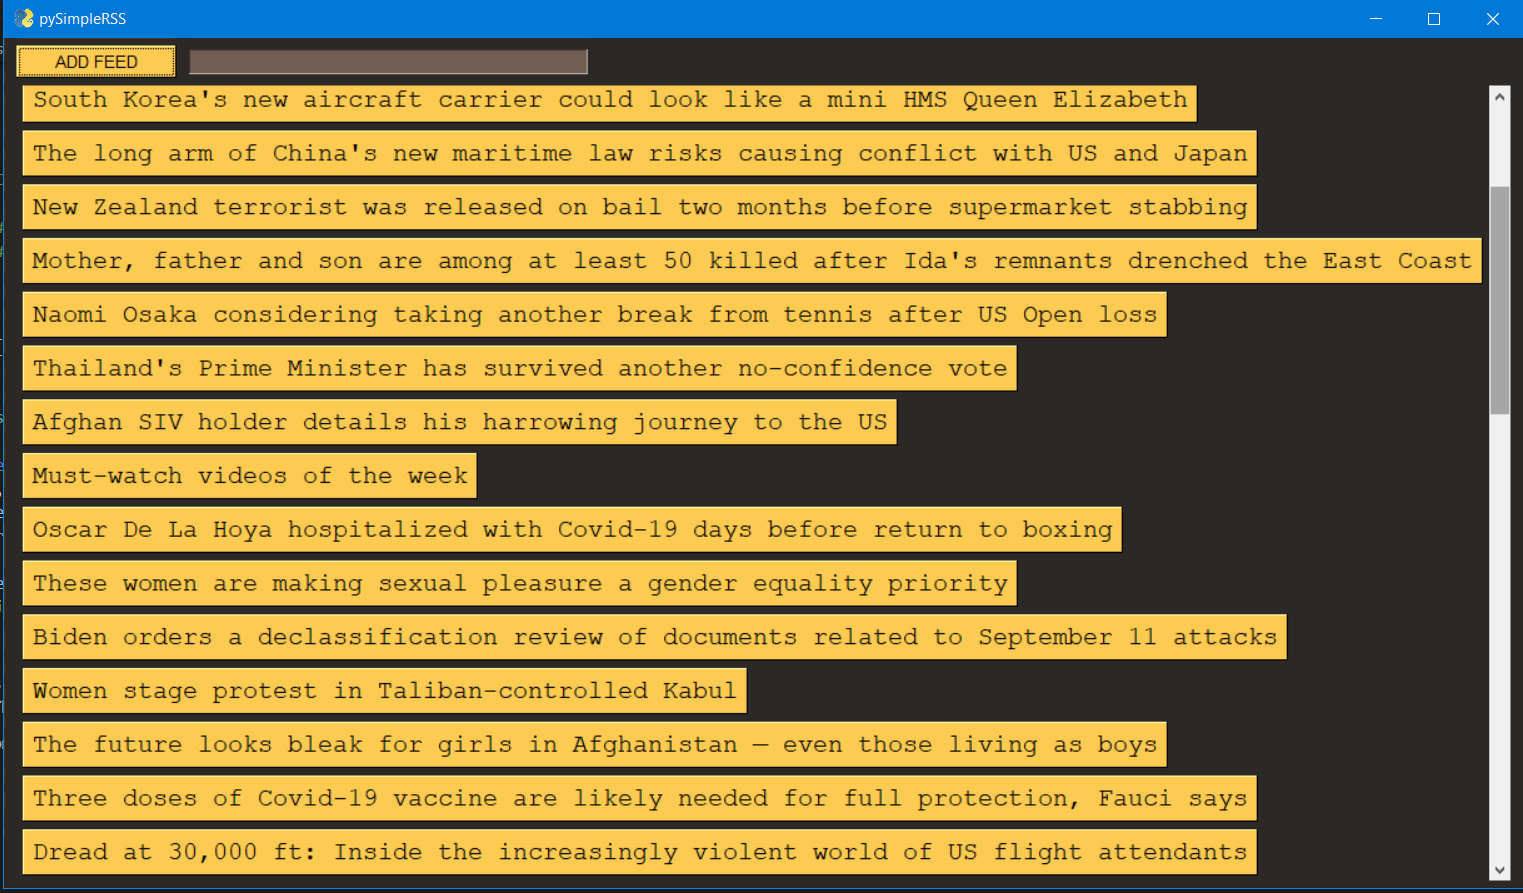 pySimpleRSS
ADD FEED
South Korea's new aircraft carrier could look like a mini HMS Queen Elizabeth
The long arm of China's new maritime law risks causing conflict with US and Japan
New Zealand terrorist was released on bail two months before supermarket stabbing
Mother, father and son are among at least 50 killed after Ida's remnants drenched the East Coast
Naomi Osaka considering taking another break from tennis after US Open loss
Thailand's Prime Minister has survived another no-confidence vote
Afghan SIV holder details his harrowing journey to the US
Must-watch videos of the week
Oscar De La Hoya hospitalized with Covid-19 days before return to boxing
These women are making sexual pleasure a gender equality priority
Biden orders a declassification review of documents related to September 11 attacks
Women stage protest in Taliban-controlled Kabul
The future looks bleak for girls in Afghanistan — even those living as boys
Three doses of Covid-19 vaccine are likely needed for full protection, Fauci says
Dread at 30,000 ft: Inside the increasingly violent world of US flight attendants